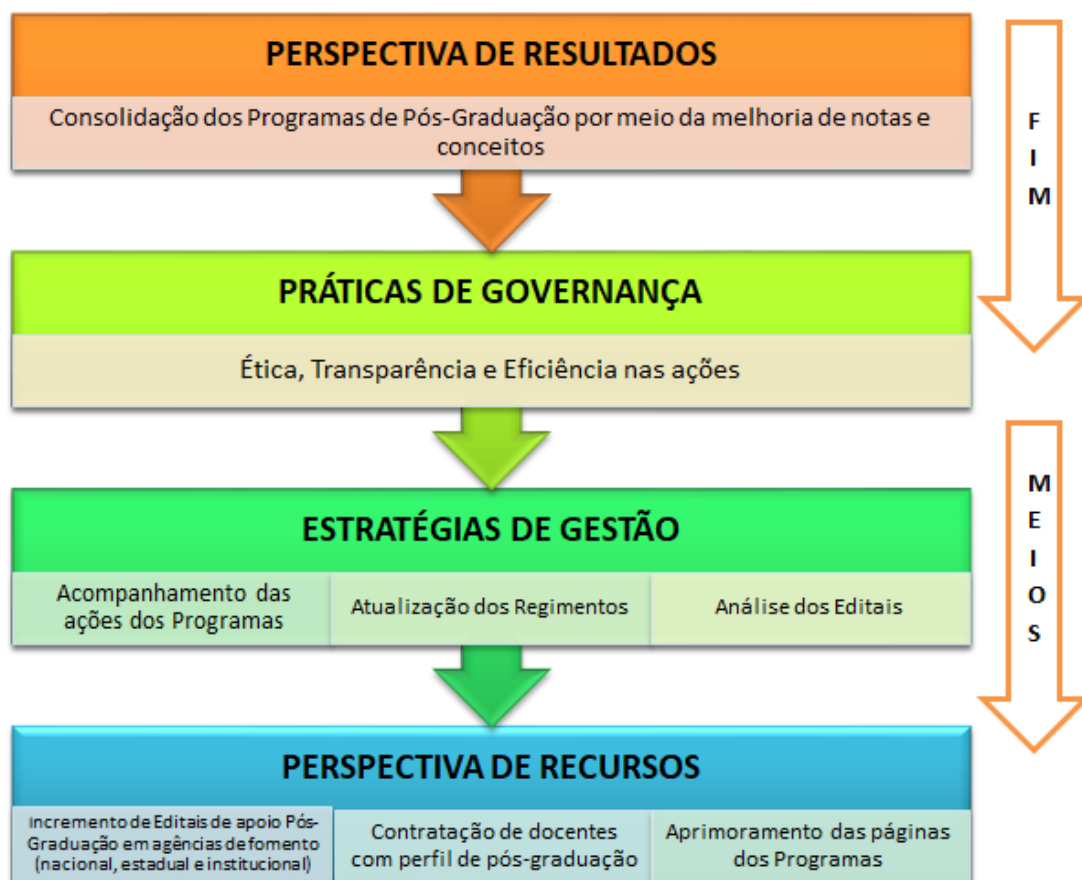 PERSPECTIVA DE RESULTADOS
Consolidação dos Programas de Pós-Graduação por meio da melhoria de notas e
conceitos
FIM
PRÁTICAS DE GOVERNANÇA
Ética, Transparência e Eficiência nas ações
ESTRATÉGIAS DE GESTÃO
Acompanhamento das
ações dos Programas
Atualização dos Regimentos
Análise dos Editais
MEIOS
PERSPECTIVA DE RECURSOS
Incremento de Editais de apoio Pós-
Graduação em agências de fomento
(nacional, estadual e institucional)
Contratação de docentes
com perfil de pós-graduação
Aprimoramento das páginas
dos Programas